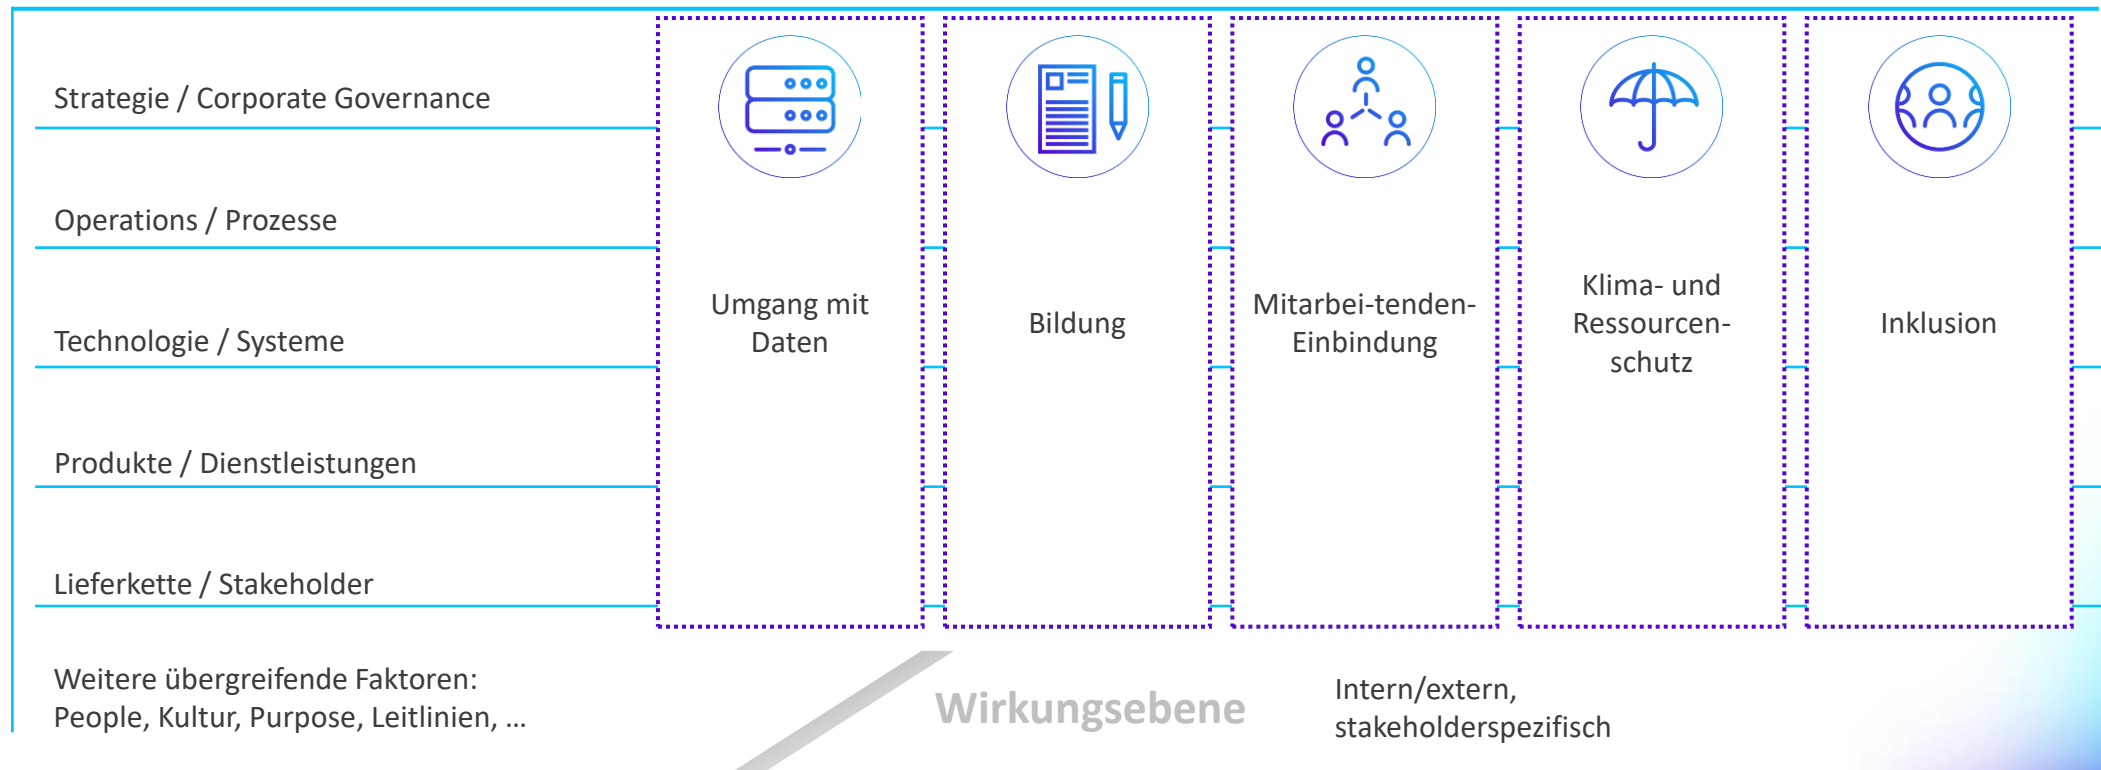 Strategie / Corporate Governance
Operations / Prozesse
Technologie / Systeme
Produkte / Dienstleistungen
Lieferkette / Stakeholder
Umgang mit
Daten
Bildung
Mitarbei-tenden-
Einbindung
Klima- und
Ressourcen-
schutz
Inklusion
Weitere übergreifende Faktoren:
People, Kultur, Purpose, Leitlinien, …
Wirkungsebene
Intern/extern,
stakeholderspezifisch